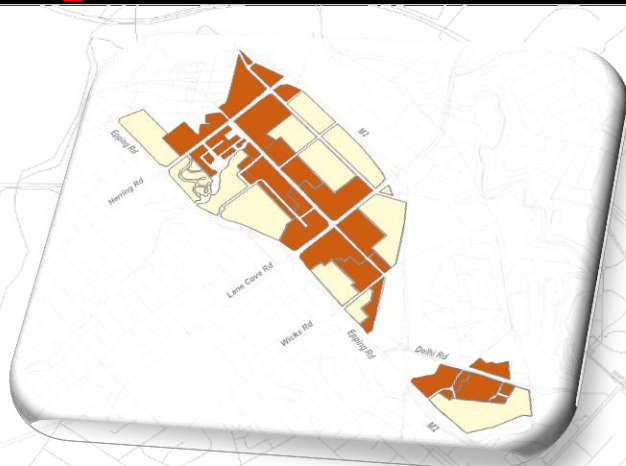 M2
Epping Rd
Herring Rd
Lane Cove Rd
Wicks Rd
Epping Rd
Delhi Rd
M2